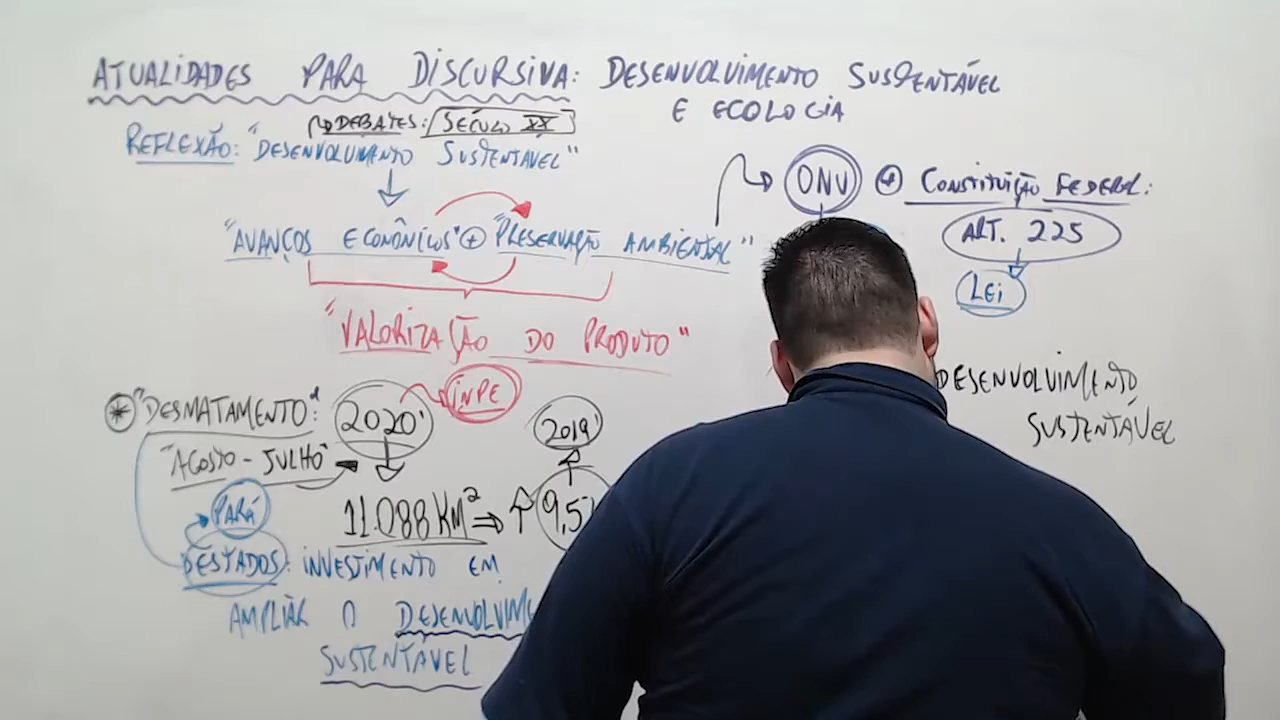 ATUALIDADES PARA DISCURSIVA: DESENVOLVIMENTO SUSTENTÁVEL
E ECOLOGIA
DEBATES: SÉCULO XX
REFLEXÃO: "DESENVOLVIMENTO SUSTENTÁVEL"
ONU + CONSTITUIÇÃO FEDERAL:
ART. 225
LEI
"AVANÇOS ECONÔMICOS" + "PRESERVAÇÃO AMBIENTAL"
"VALORIZAÇÃO DO PRODUTO"
DESENVOLVIMENTO
SUSTENTÁVEL
* "DESMATAMENTO": 2020 INPE
2019
"AGOSTO - JULHO"
11.088 KM² ⇒ ↑ 9,5
PARÁ
ESTADOS: INVESTIMENTO EM
AMPLIAR O
SUSTENTÁVEL